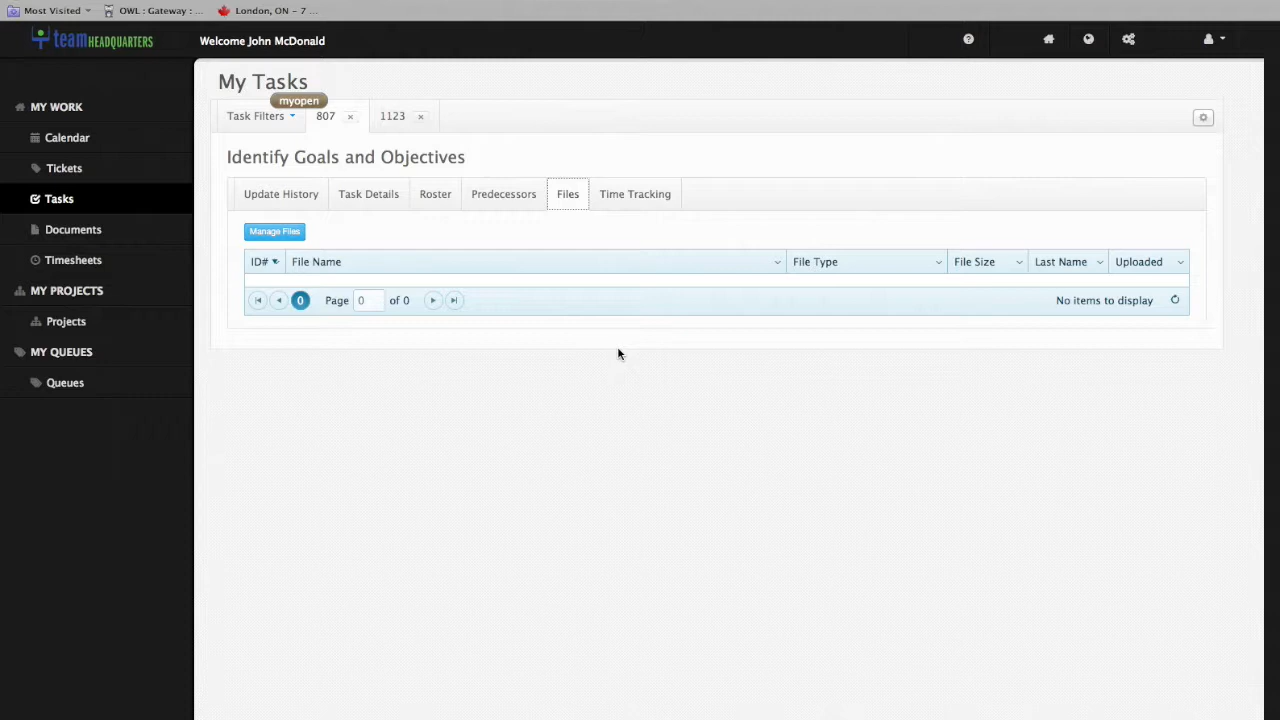 Most Visited
OWL : Gateway : ...
London, ON - 7 ...
teamHEADQUARTERS
Welcome John McDonald
MY WORK
Calendar
Tickets
Tasks
Documents
Timesheets
MY PROJECTS
Projects
MY QUEUES
Queues
My Tasks
myopen
Task Filters
807 ×
1123 ×
Identify Goals and Objectives
Update History
Task Details
Roster
Predecessors
Files
Time Tracking
Manage Files
ID# File Name File Type File Size Last Name Uploaded
0 Page 0 of 0 No items to display